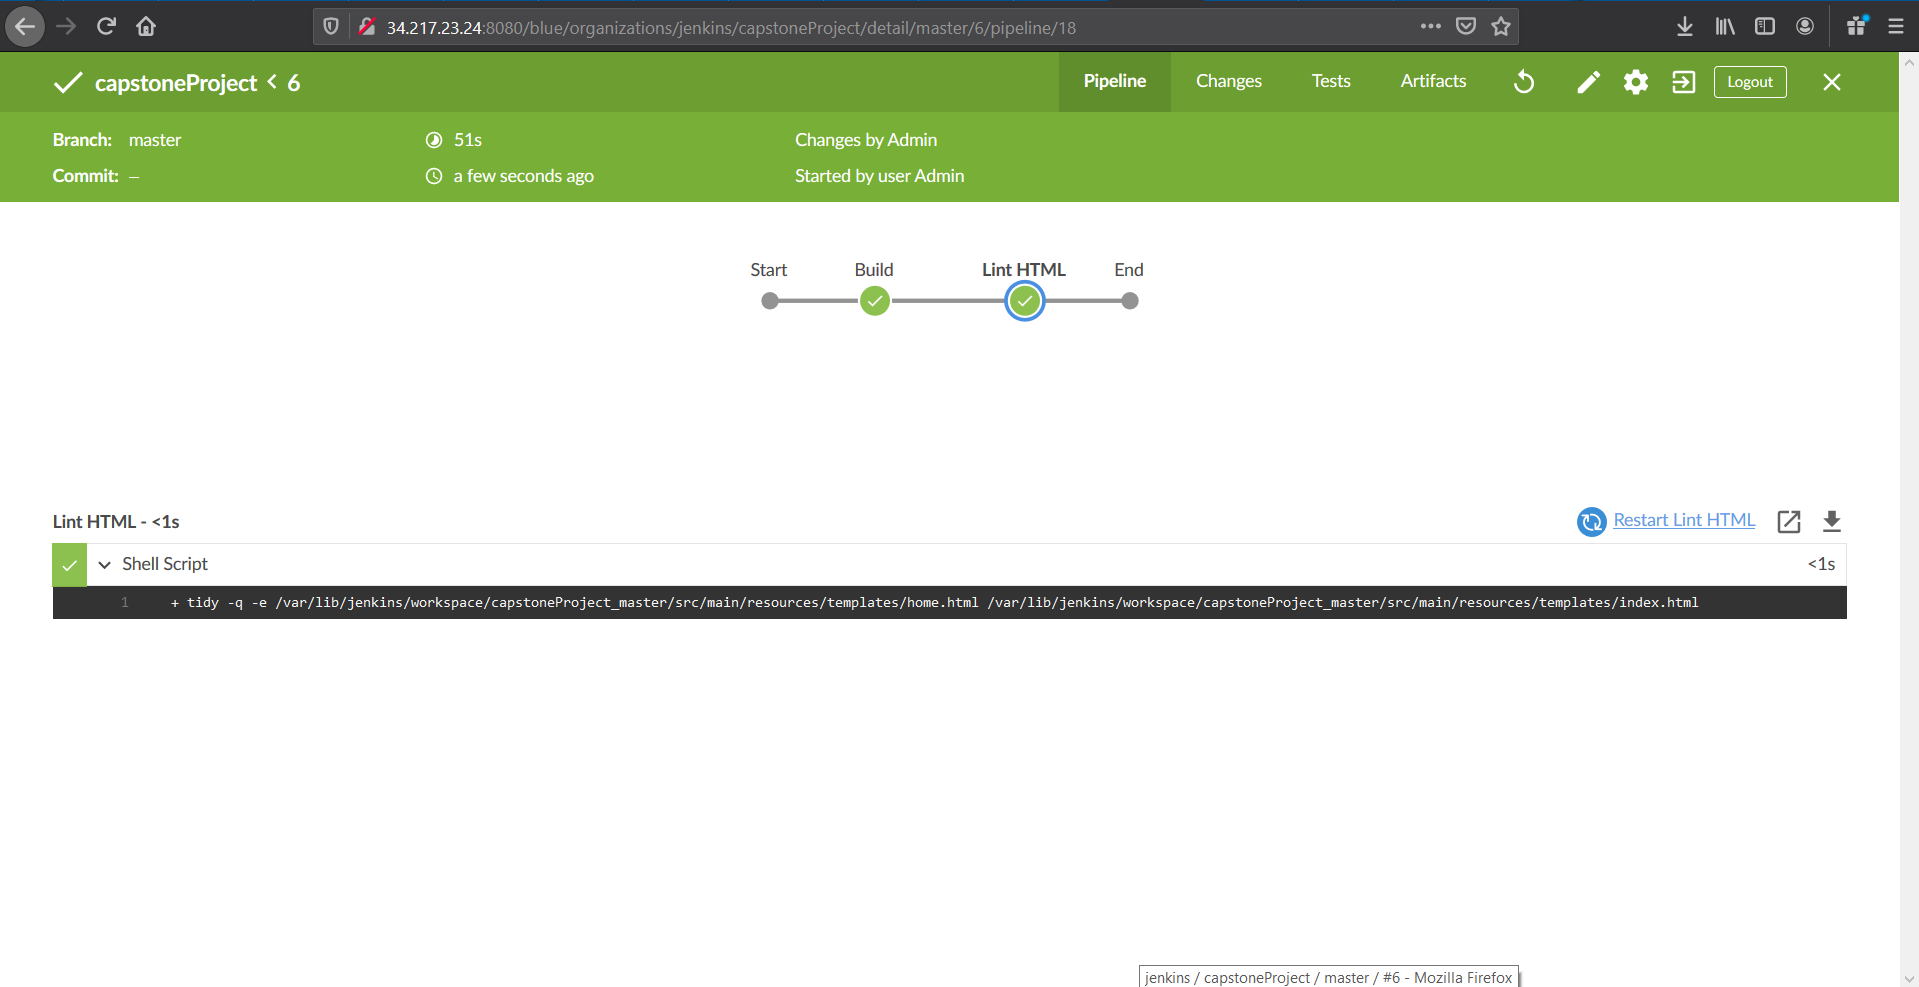 34.217.23.24:8080/blue/organizations/jenkins/capstoneProject/detail/master/6/pipeline/18
capstoneProject < 6
Pipeline Changes Tests Artifacts Logout
Branch: master 51s Changes by Admin
Commit: – a few seconds ago Started by user Admin
Start Build Lint HTML End
Lint HTML - <1s Restart Lint HTML
Shell Script <1s
1 + tidy -q -e /var/lib/jenkins/workspace/capstoneProject_master/src/main/resources/templates/home.html /var/lib/jenkins/workspace/capstoneProject_master/src/main/resources/templates/index.html
jenkins / capstoneProject / master / #6 - Mozilla Firefox